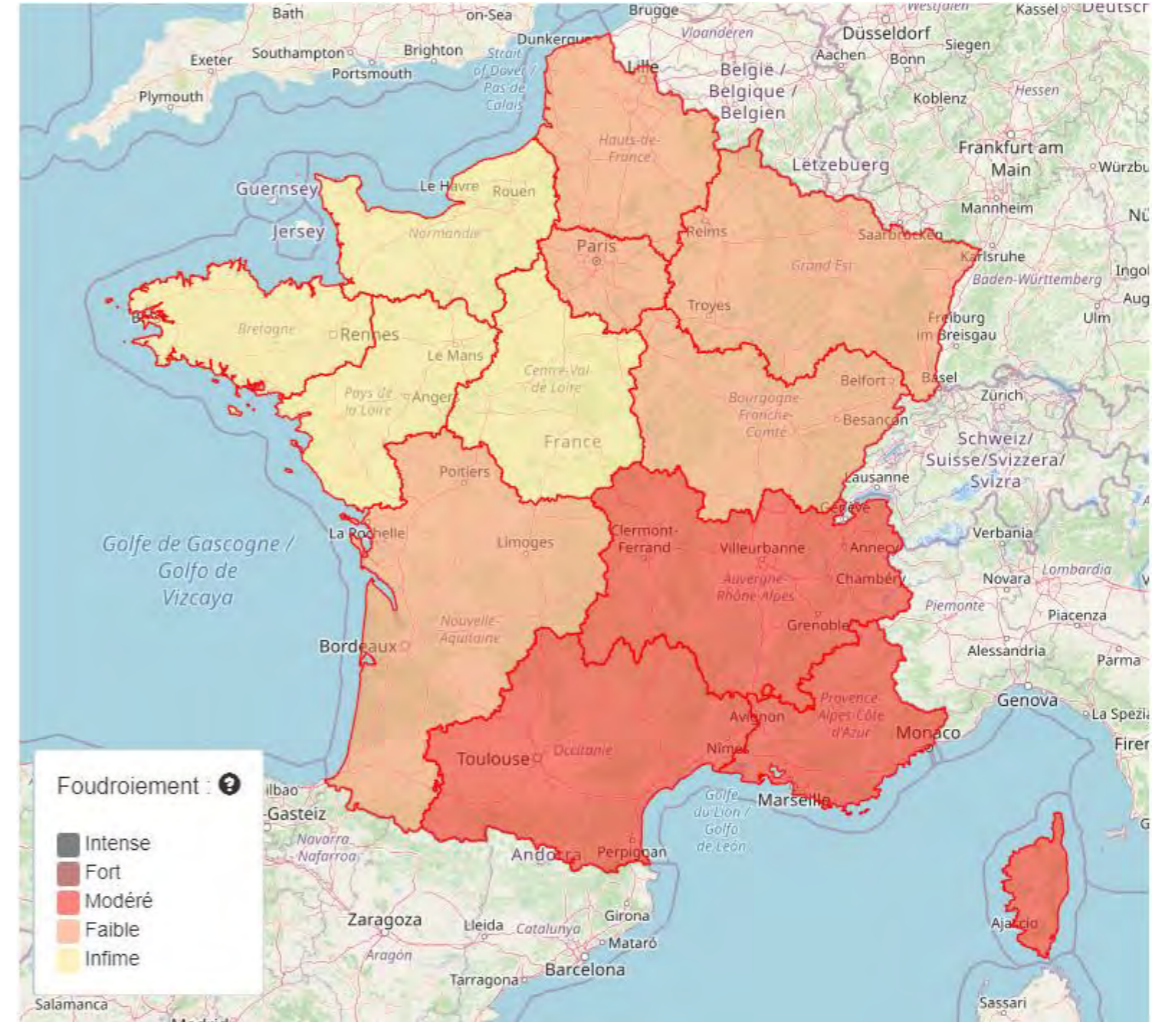 Bath
on-Sea
Brugge
Kassel
Deutsch
Exeter
Southampton
Brighton
Strait
of Dover /
Pas de
Calais
Dunkerque
Vlaanderen
Düsseldorf
Siegen
Portsmouth
Lille
Aachen
Bonn
Plymouth
België /
Belgique /
Belgien
Koblenz
Hessen
Hauts-de-
France
Letzebuerg
Frankfurt am
Main
Würzbu
Guernsey
Le Havre
Rouen
Mannheim
Nü
Jersey
Normandie
Paris
Reims
Saarbrücken
Karlsruhe
Grand Est
Baden-Württemberg
Ingol
Troyes
Aug
Bretagne
Rennes
Freiburg
im Breisgau
Ulm
Le Mans
Centre-Val
de Loire
Belfort
Basel
Pays de
la Loire
Anger
Bourgogne
Franche-
Comté
Besançon
Zürich
France
Schweiz/
Suisse/Svizzera/
Svizra
Poitiers
Lausanne
Genève
La Rochelle
Clermont-
Ferrand
Verbania
Golfe de Gascogne /
Golfo de
Vizcaya
Limoges
Villeurbanne
Annecy
Auvergne-
Rhône-Alpes
Chambéry
Novara
Lombardia
Nouvelle-
Aquitaine
Grenoble
Piemonte
Piacenza
Bordeaux
Alessandria
Parma
Provence-
Alpes-Côte
d'Azur
Genova
La Spezia
Avignon
Monaco
Firer
Toulouse
Occitanie
Nîmes
Foudroiement : ?
ilbao
Golfe
du Lion /
Golfo
de León
Marseille
-Gasteiz
Intense
Navarra
Nafarroa
Andorra
Perpignan
Fort
Modéré
Zaragoza
Lleida
Catalunya
Girona
Ajaccio
Faible
Mataró
Infime
Aragón
Barcelona
Tarragona
Salamanca
Sassari